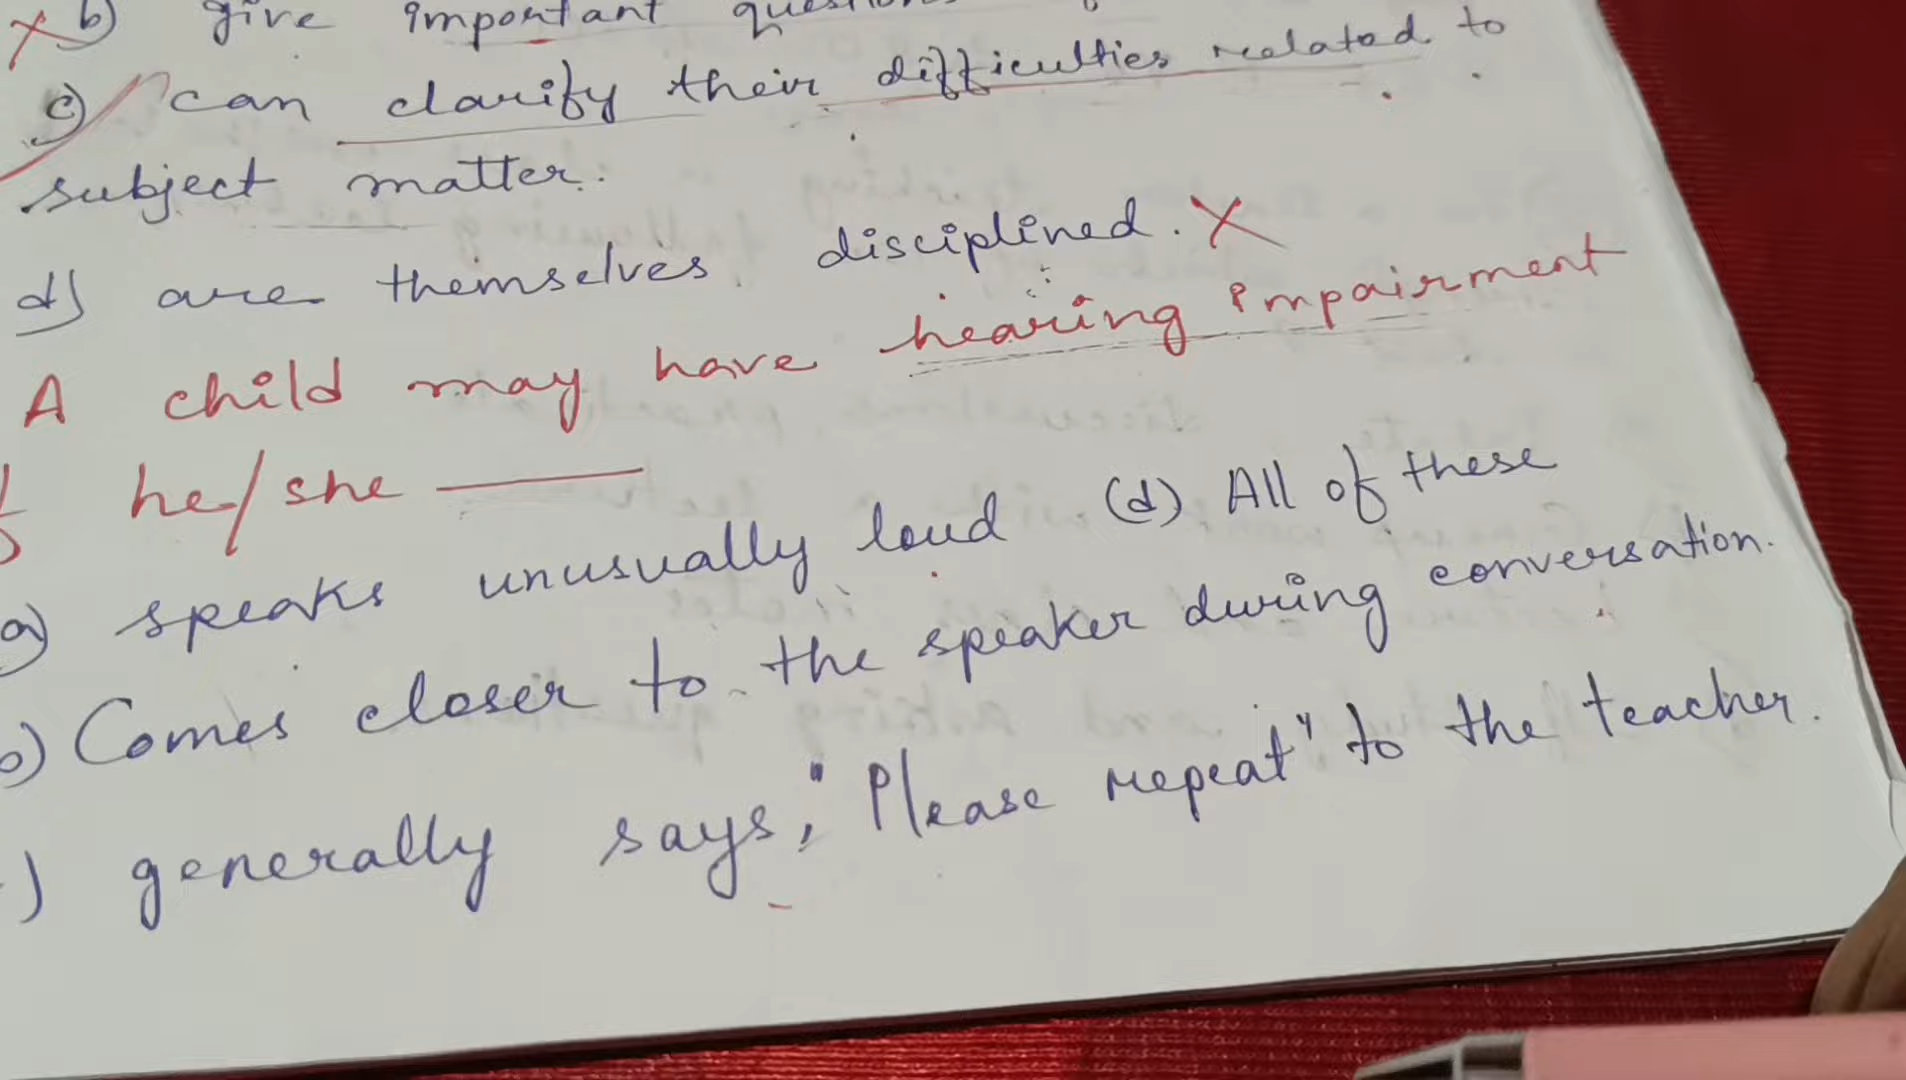 b) give important
c) can clarify their difficulties related to
subject matter.
d) are themselves disciplined. X
A child may have hearing impairment
if he/she ———
a) speaks unusually loud (d) All of these
b) Comes closer to the speaker during conversation.
) generally says, "Please repeat" to the teacher.